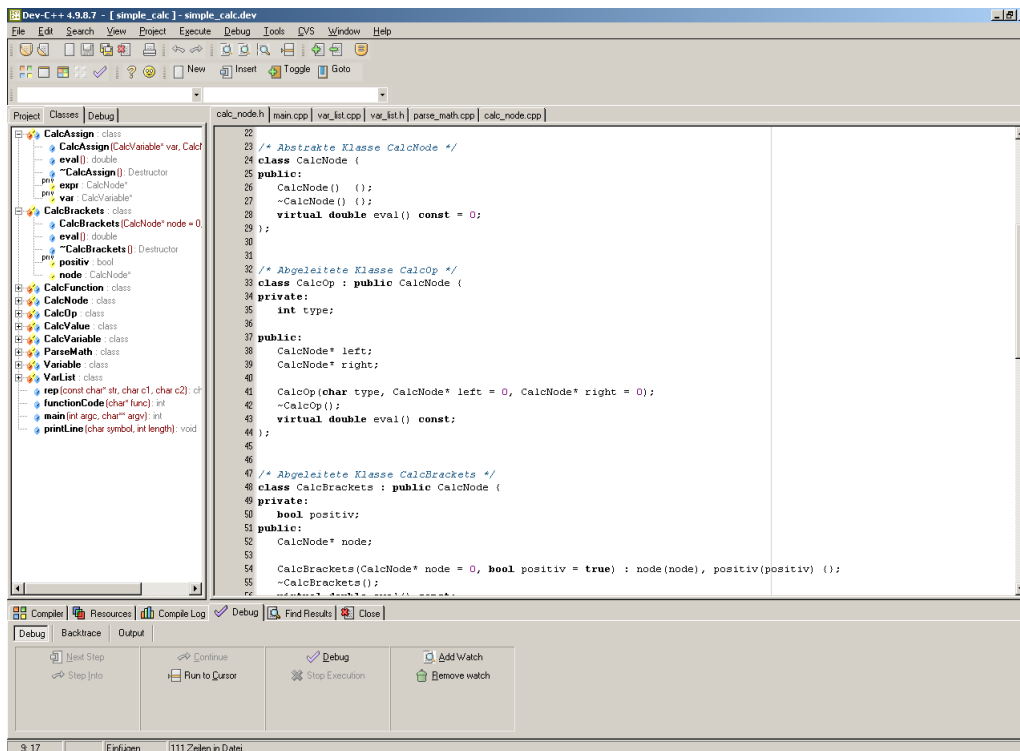 Dev-C++ 4.9.8.7 - [ simple_calc ] - simple_calc.dev
File Edit Search View Project Execute Debug Tools CVS Window Help
New Insert Toggle Goto
Project Classes Debug
CalcAssign : class
CalcAssign (CalcVariable* var, CalcN
eval (): double
~CalcAssign (): Destructor
expr : CalcNode*
var : CalcVariable*
CalcBrackets : class
CalcBrackets (CalcNode* node = 0,
eval (): double
~CalcBrackets (): Destructor
positiv : bool
node : CalcNode*
CalcFunction : class
CalcNode : class
CalcOp : class
CalcValue : class
CalcVariable : class
ParseMath : class
Variable : class
VarList : class
rep (const char* str, char c1, char c2): ch
functionCode (char* func): int
main (int argc, char** argv): int
printLine (char symbol, int length): void
calc_node.h main.cpp var_list.cpp var_list.h parse_math.cpp calc_node.cpp
22
23 /* Abstrakte Klasse CalcNode */
24 class CalcNode {
25 public:
26 CalcNode() {};
27 ~CalcNode() {};
28 virtual double eval() const = 0;
29 };
30
31
32 /* Abgeleitete Klasse CalcOp */
33 class CalcOp : public CalcNode {
34 private:
35 int type;
36
37 public:
38 CalcNode* left;
39 CalcNode* right;
40
41 CalcOp(char type, CalcNode* left = 0, CalcNode* right = 0);
42 ~CalcOp();
43 virtual double eval() const;
44 };
45
46
47 /* Abgeleitete Klasse CalcBrackets */
48 class CalcBrackets : public CalcNode {
49 private:
50 bool positiv;
51 public:
52 CalcNode* node;
53
54 CalcBrackets(CalcNode* node = 0, bool positiv = true) : node(node), positiv(positiv) {};
55 ~CalcBrackets();
56 virtual double eval() const;
Compiler Resources Compile Log Debug Find Results Close
Debug Backtrace Output
Next Step Continue Debug Add Watch
Step Into Run to Cursor Stop Execution Remove watch
9: 17 Einfügen 111 Zeilen in Datei